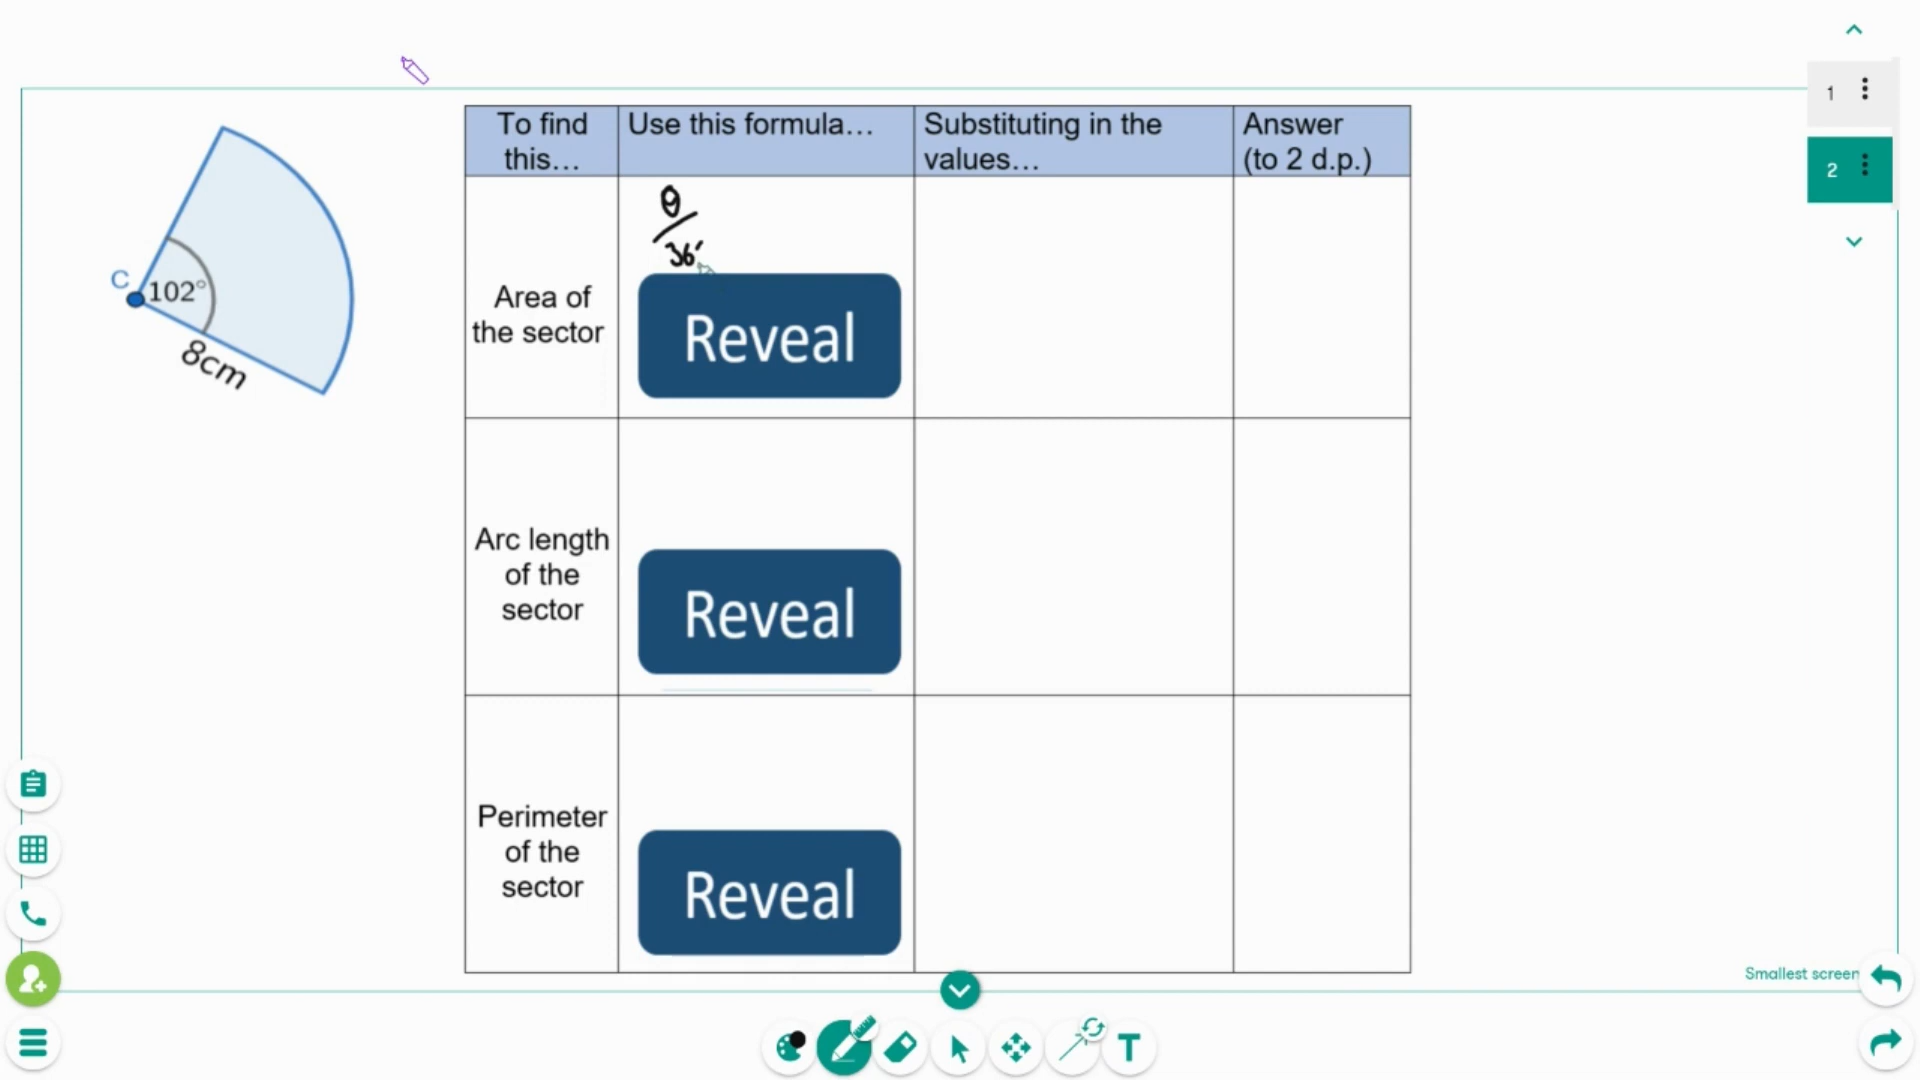 To find
this...
Use this formula...
Substituting in the
values...
Answer
(to 2 d.p.)
C
102°
8cm
Area of
the sector
θ
36
Reveal
Arc length
of the
sector
Reveal
Perimeter
of the
sector
Reveal
1
2
Smallest screen
T